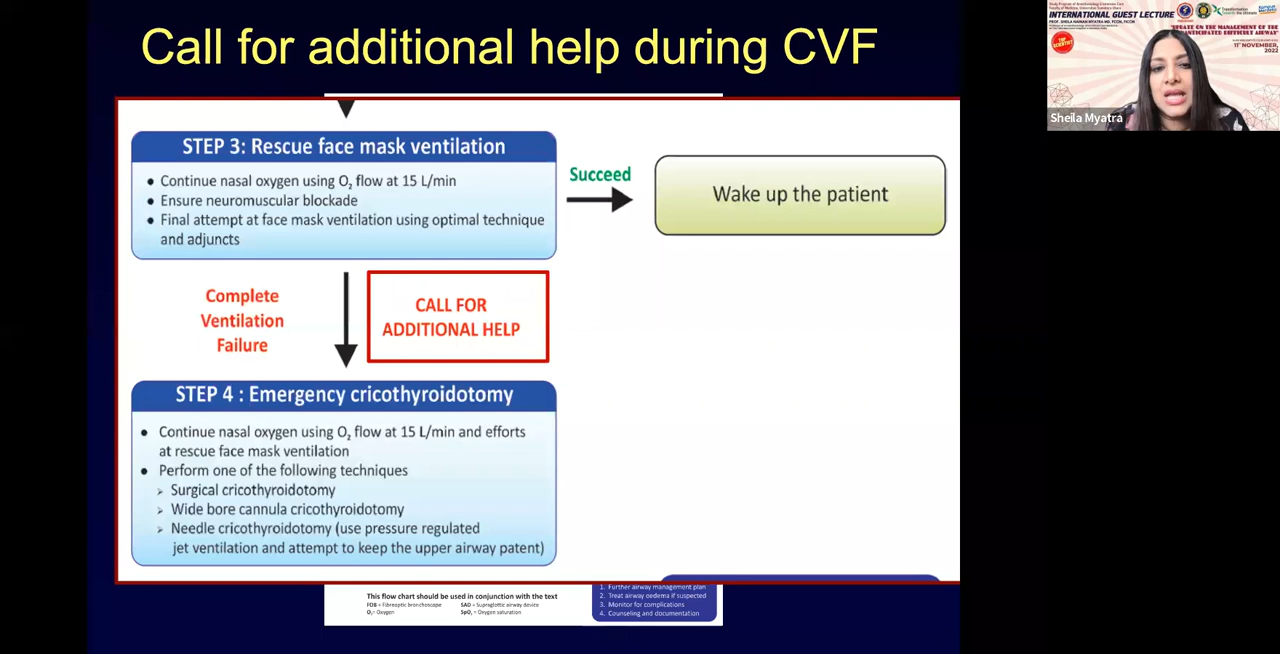 Call for additional help during CVF
STEP 3: Rescue face mask ventilation
• Continue nasal oxygen using O₂ flow at 15 L/min
• Ensure neuromuscular blockade
• Final attempt at face mask ventilation using optimal technique
and adjuncts
Succeed
Wake up the patient
Complete
Ventilation
Failure
CALL FOR
ADDITIONAL HELP
STEP 4 : Emergency cricothyroidotomy
• Continue nasal oxygen using O₂ flow at 15 L/min and efforts
at rescue face mask ventilation
• Perform one of the following techniques
➢ Surgical cricothyroidotomy
➢ Wide bore cannula cricothyroidotomy
➢ Needle cricothyroidotomy (use pressure regulated
jet ventilation and attempt to keep the upper airway patent)
This flow chart should be used in conjunction with the text
FOB = Fibreoptic bronchoscope
SAD = Supraglottic airway device
O₂= Oxygen
SpO₂ = Oxygen saturation
1. Further airway management plan
2. Treat airway oedema if suspected
3. Monitor for complications
4. Counseling and documentation
INTERNATIONAL GUEST LECTURE
11th NOVEMBER,
2022
Sheila Myatra